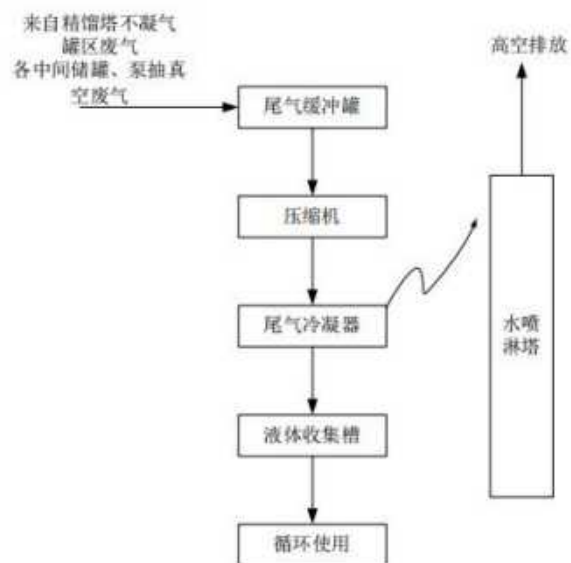 来自精馏塔不凝气
罐区废气
各中间储罐、泵抽真
空废气
高空排放
尾气缓冲罐
压缩机
尾气冷凝器
水喷
淋塔
液体收集槽
循环使用